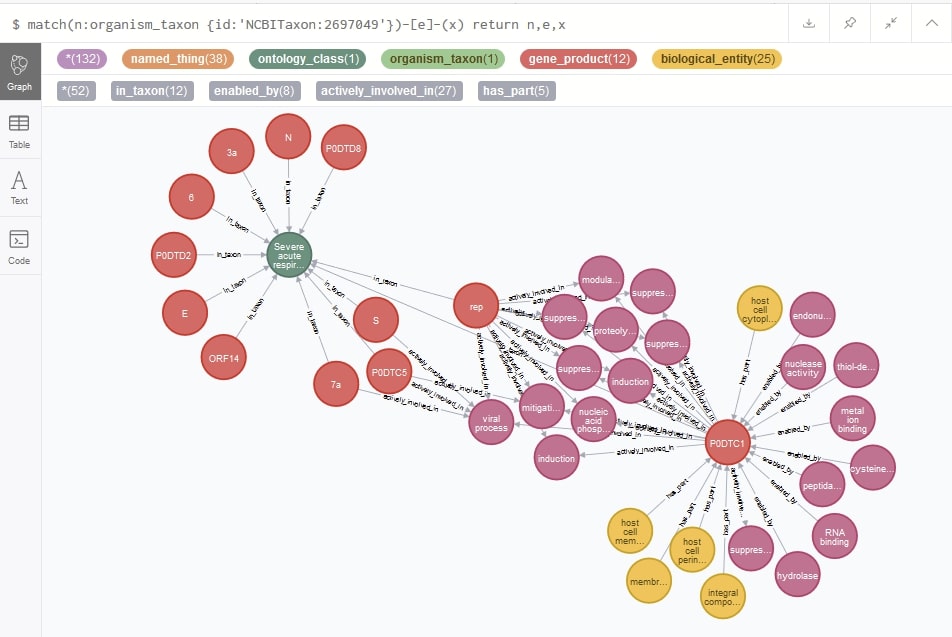 $ match(n:organism_taxon {id:'NCBITaxon:2697049'})-[e]-(x) return n,e,x
Graph
Table
Text
Code
*(132)
named_thing(38)
ontology_class(1)
organism_taxon(1)
gene_product(12)
biological_entity(25)
*(52)
in_taxon(12)
enabled_by(8)
actively_involved_in(27)
has_part(5)
N
3a
P0DTD8
6
P0DTD2
Severe
acute
respir...
E
ORF14
7a
S
P0DTC5
rep
in_taxon
in_taxon
in_taxon
in_taxon
in_taxon
in_taxon
in_taxon
in_taxon
in_taxon
in_taxon
in_taxon
modula...
suppres...
suppres...
proteoly...
suppres...
suppres...
induction
mitigati...
nucleic
acid
phosp...
viral
process
induction
actively_involved_in
actively_involved_in
actively_involved_in
actively_involved_in
actively_involved_in
host
cell
cytopl...
endonu...
nuclease
activity
thiol-de...
metal
ion
binding
P0DTC1
cysteine...
peptida...
RNA
binding
hydrolase
suppres...
integral
compo...
membr...
host
cell
perin...
host
cell
mem...
has_part
has_part
has_part
has_part
has_part
enabled_by
enabled_by
enabled_by
enabled_by
enabled_by
enabled_by
enabled_by
actively_involve...